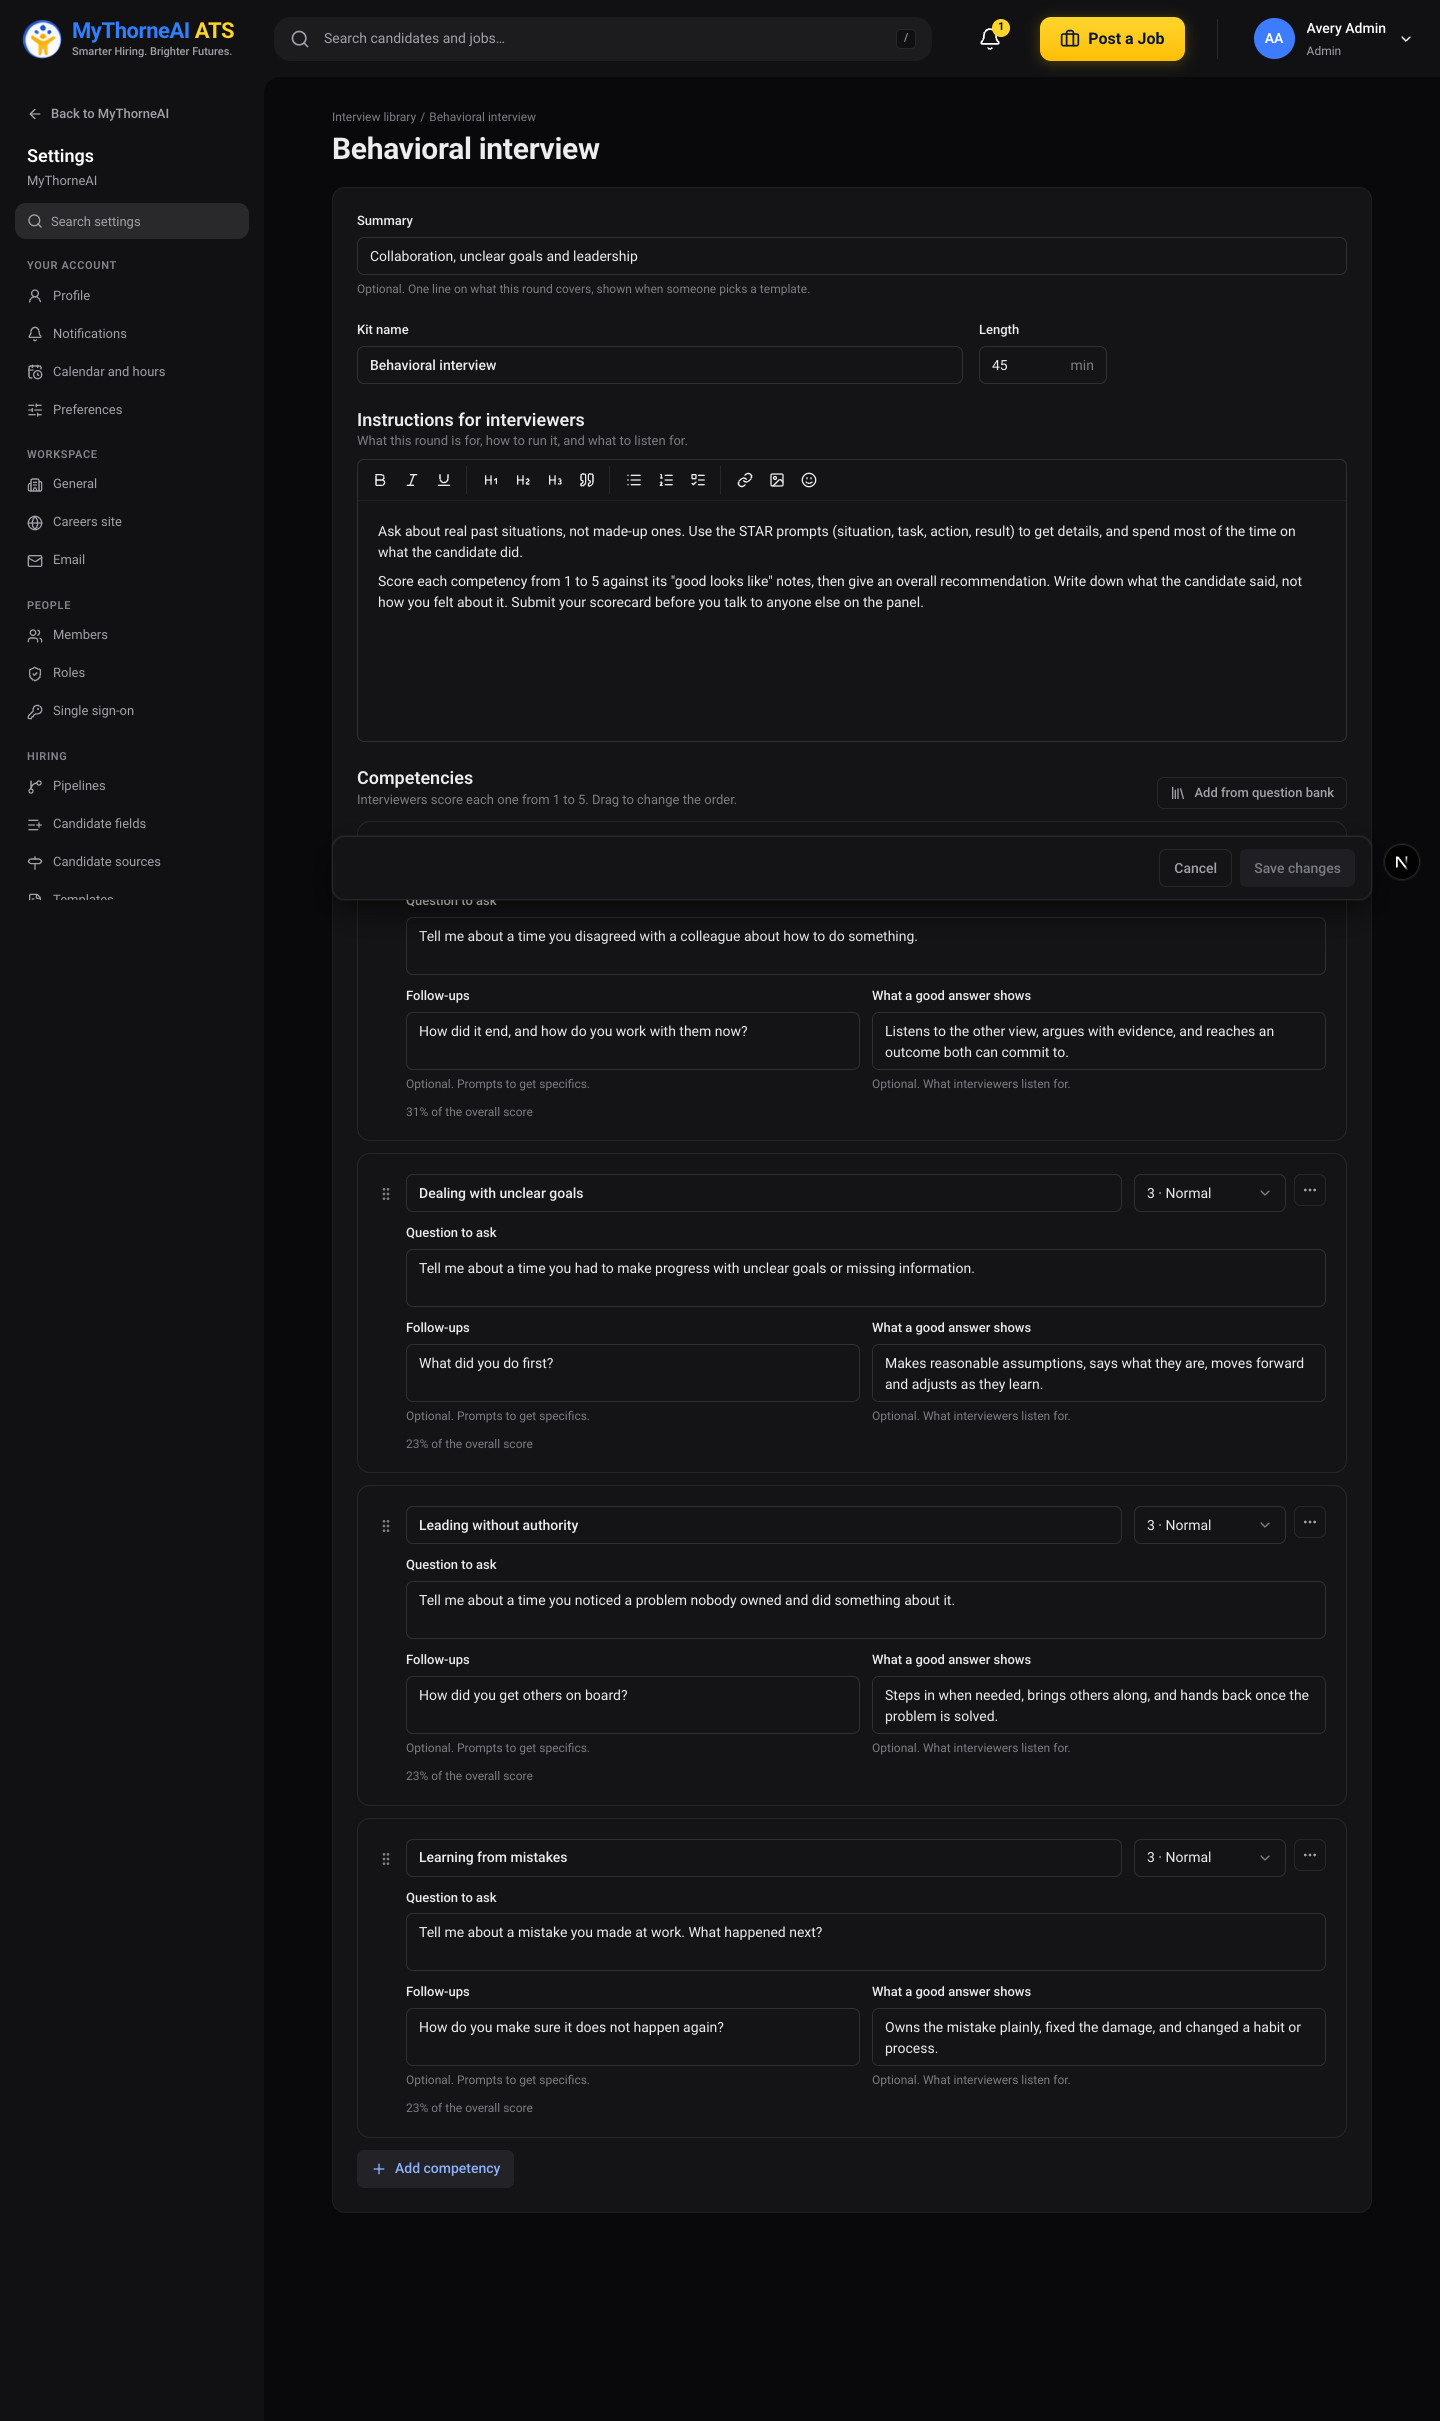 MyThorneAI ATS
Smarter Hiring. Brighter Futures.
Search candidates and jobs...
/
1
Post a Job
AA
Avery Admin
Admin
Back to MyThorneAI
Settings
MyThorneAI
Search settings
YOUR ACCOUNT
Profile
Notifications
Calendar and hours
Preferences
WORKSPACE
General
Careers site
Email
PEOPLE
Members
Roles
Single sign-on
HIRING
Pipelines
Candidate fields
Candidate sources
Templates
Interview library / Behavioral interview
Behavioral interview
Summary
Collaboration, unclear goals and leadership
Optional. One line on what this round covers, shown when someone picks a template.
Kit name
Length
Behavioral interview
45 min
Instructions for interviewers
What this round is for, how to run it, and what to listen for.
B I U H1 H2 H3
Ask about real past situations, not made-up ones. Use the STAR prompts (situation, task, action, result) to get details, and spend most of the time on
what the candidate did.
Score each competency from 1 to 5 against its "good looks like" notes, then give an overall recommendation. Write down what the candidate said, not
how you felt about it. Submit your scorecard before you talk to anyone else on the panel.
Competencies
Interviewers score each one from 1 to 5. Drag to change the order.
Add from question bank
Cancel
Save changes
N
Question to ask
Tell me about a time you disagreed with a colleague about how to do something.
Follow-ups
What a good answer shows
How did it end, and how do you work with them now?
Listens to the other view, argues with evidence, and reaches an
outcome both can commit to.
Optional. Prompts to get specifics.
Optional. What interviewers listen for.
31% of the overall score
Dealing with unclear goals
3 · Normal
Question to ask
Tell me about a time you had to make progress with unclear goals or missing information.
Follow-ups
What a good answer shows
What did you do first?
Makes reasonable assumptions, says what they are, moves forward
and adjusts as they learn.
Optional. Prompts to get specifics.
Optional. What interviewers listen for.
23% of the overall score
Leading without authority
3 · Normal
Question to ask
Tell me about a time you noticed a problem nobody owned and did something about it.
Follow-ups
What a good answer shows
How did you get others on board?
Steps in when needed, brings others along, and hands back once the
problem is solved.
Optional. Prompts to get specifics.
Optional. What interviewers listen for.
23% of the overall score
Learning from mistakes
3 · Normal
Question to ask
Tell me about a mistake you made at work. What happened next?
Follow-ups
What a good answer shows
How do you make sure it does not happen again?
Owns the mistake plainly, fixed the damage, and changed a habit or
process.
Optional. Prompts to get specifics.
Optional. What interviewers listen for.
23% of the overall score
Add competency